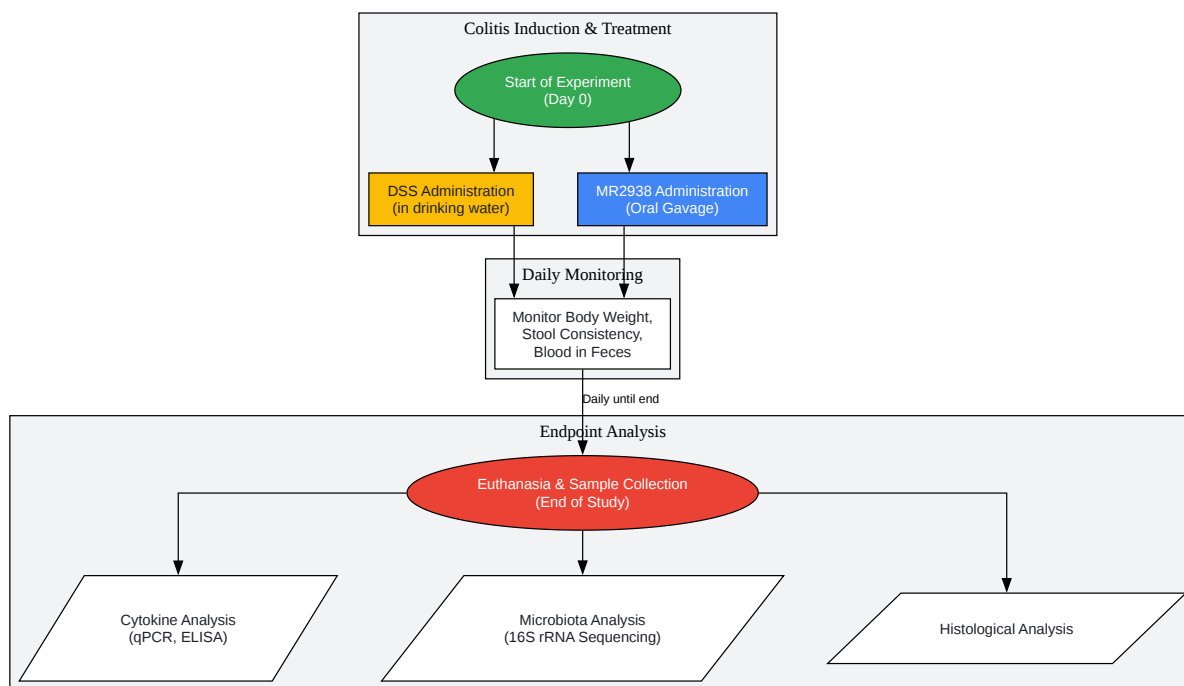 Colitis Induction & Treatment
Start of Experiment
(Day 0)
DSS Administration
(in drinking water)
MR2938 Administration
(Oral Gavage)
Daily Monitoring
Monitor Body Weight,
Stool Consistency,
Blood in Feces
Daily until end
Endpoint Analysis
Euthanasia & Sample Collection
(End of Study)
Cytokine Analysis
(qPCR, ELISA)
Microbiota Analysis
(16S rRNA Sequencing)
Histological Analysis